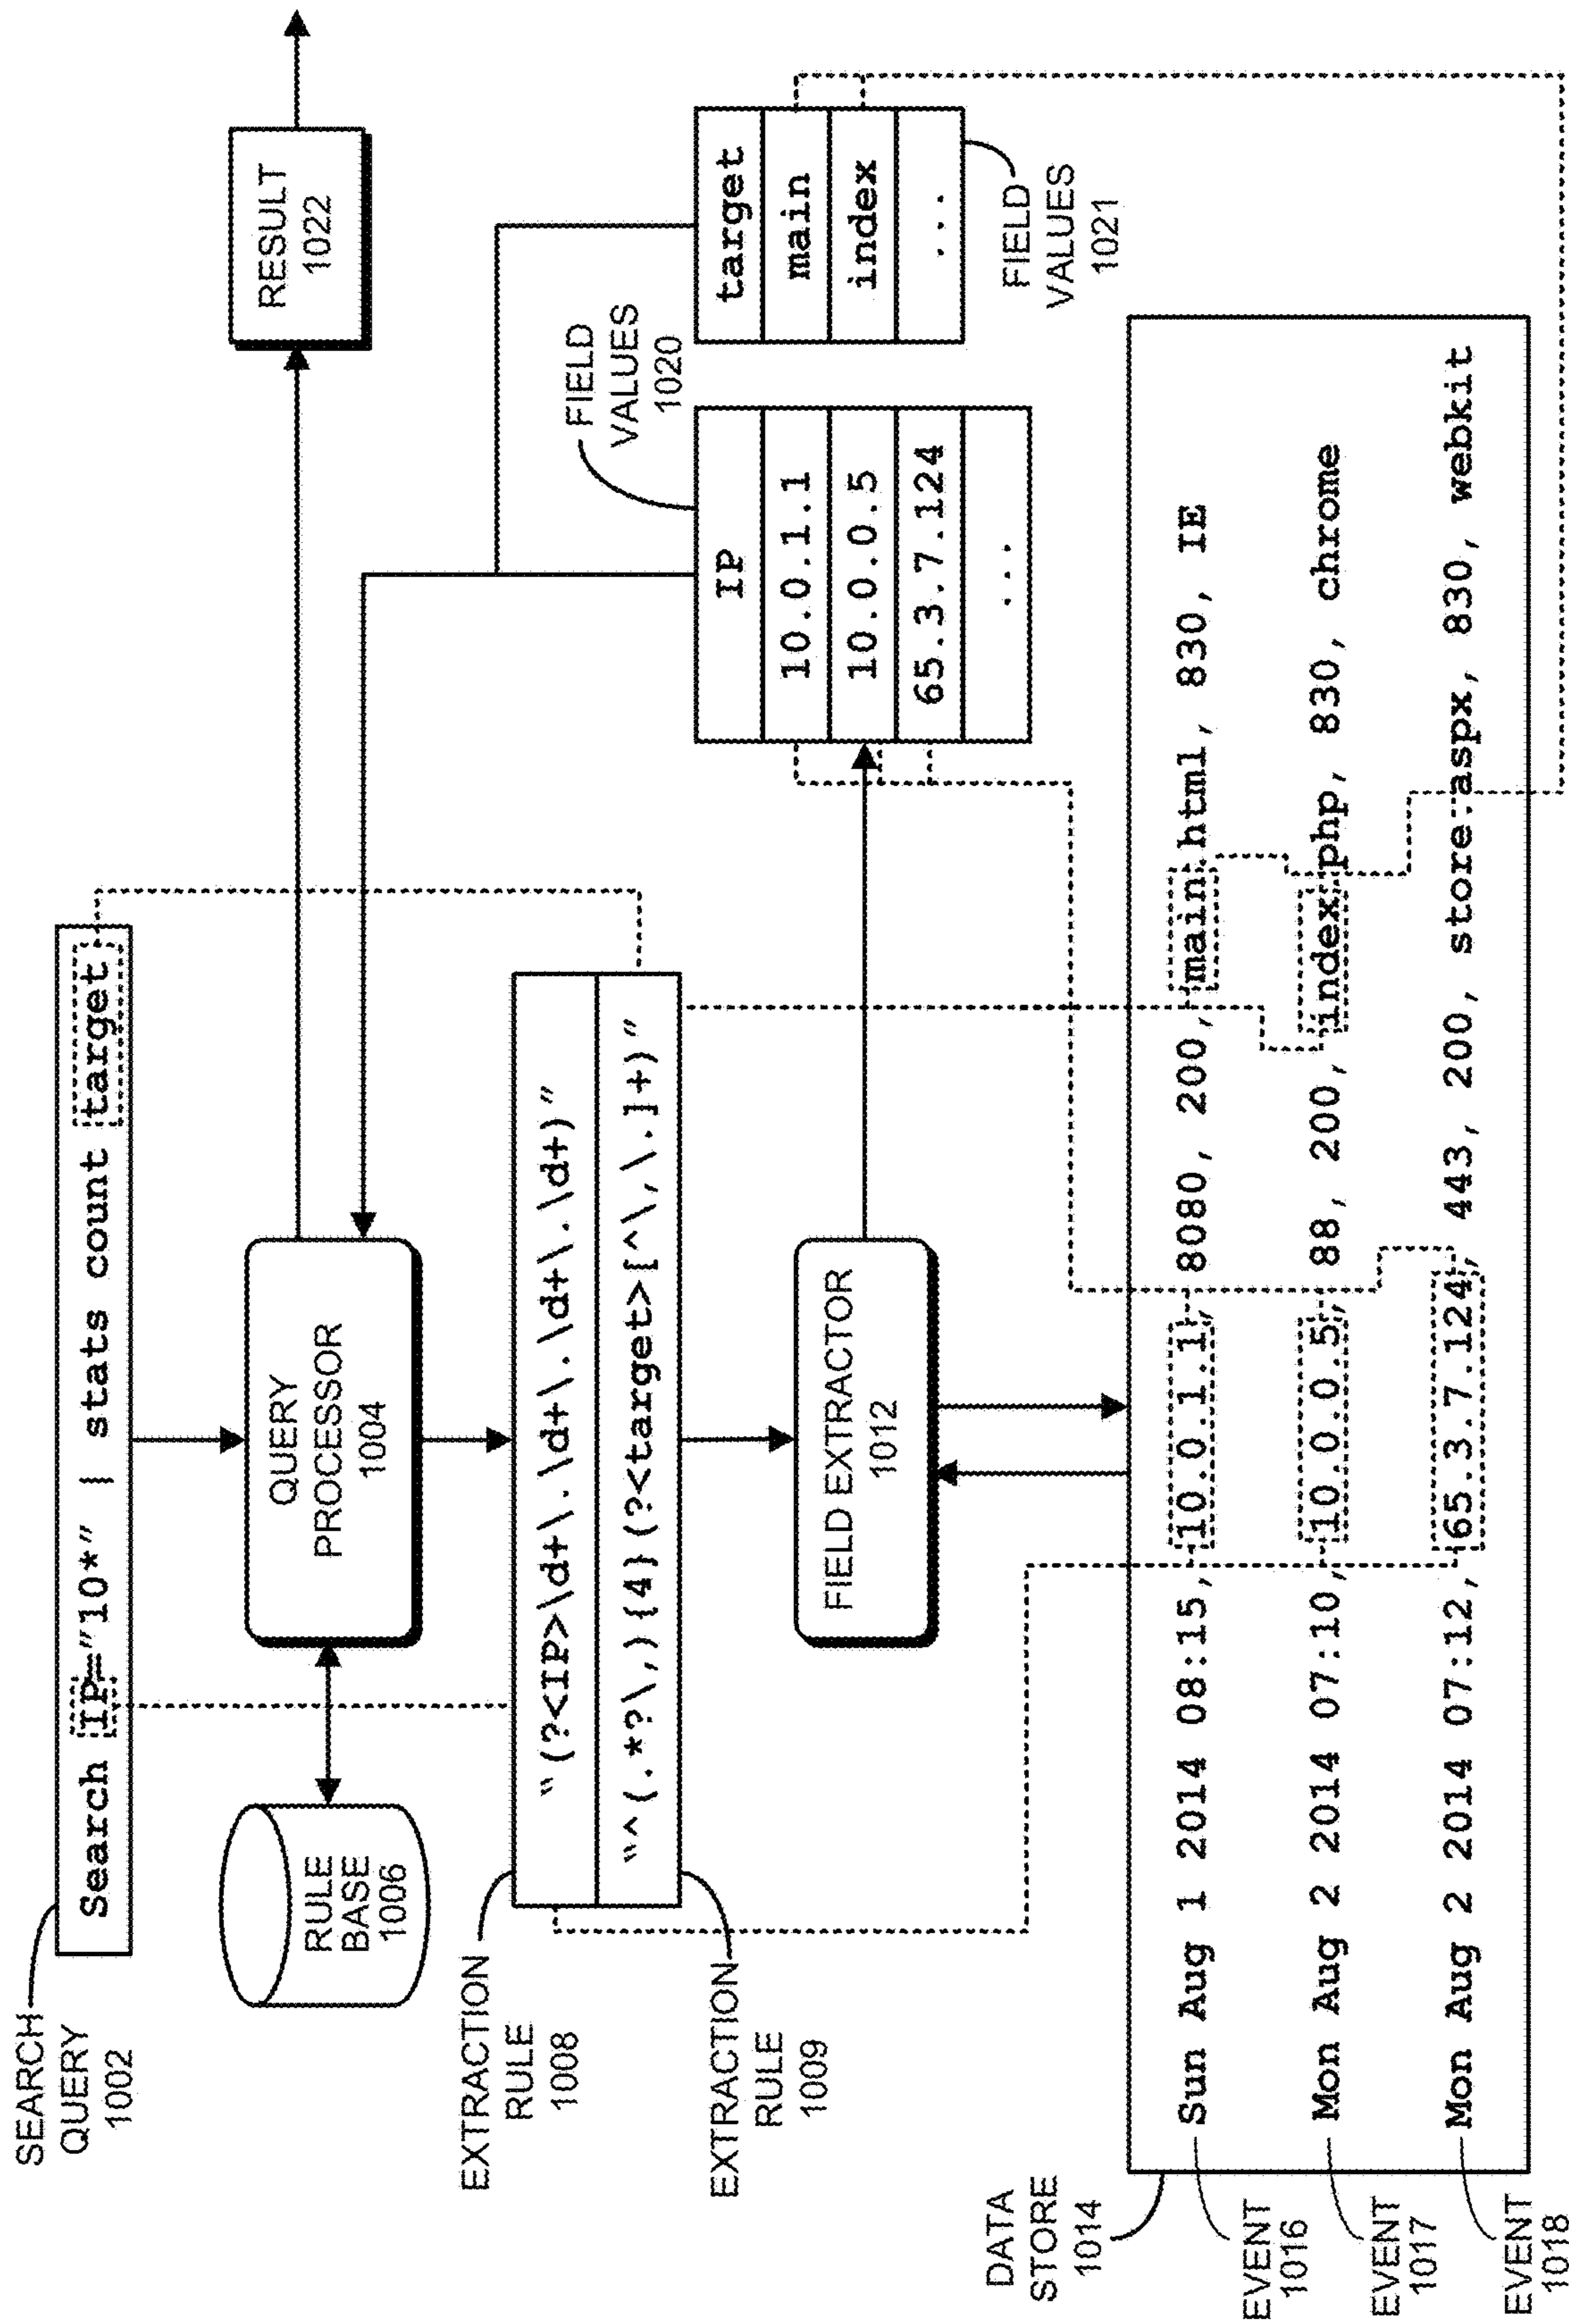 SEARCH
QUERY
1002
Search IP="10*" | stats count target
RULE
BASE
1006
QUERY
PROCESSOR
1004
RESULT
1022
EXTRACTION
RULE
1008
"(?<IP>\d+\.\d+\.\d+\.\d+)"
"^(.*?\,){4}(?<target>[^\,\.]+)"
EXTRACTION
RULE
1009
FIELD EXTRACTOR
1012
FIELD
VALUES
1020
IP
10.0.1.1
10.0.0.5
65.3.7.124
...
target
main
index
...
FIELD
VALUES
1021
DATA
STORE
1014
EVENT
1016
Sun Aug 1 2014 08:15, 10.0.1.1, 8080, 200, main.html, 830, IE
EVENT
1017
Mon Aug 2 2014 07:10, 10.0.0.5, 88, 200, index.php, 830, chrome
EVENT
1018
Mon Aug 2 2014 07:12, 65.3.7.124, 443, 200, store.aspx, 830, webkit